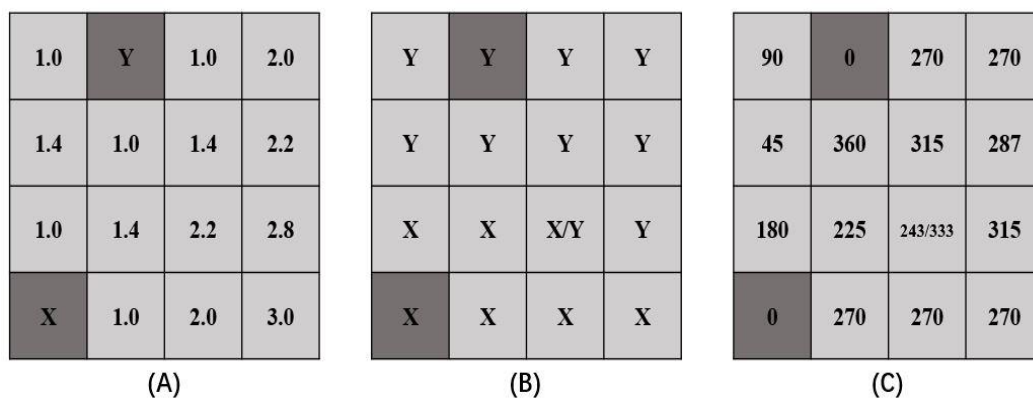 1.0 Y 1.0 2.0 Y Y Y Y 90 0 270 270
1.4 1.0 1.4 2.2 Y Y Y Y 45 360 315 287
1.0 1.4 2.2 2.8 X X X/Y Y 180 225 243/333 315
X 1.0 2.0 3.0 X X X X 0 270 270 270
(A) (B) (C)